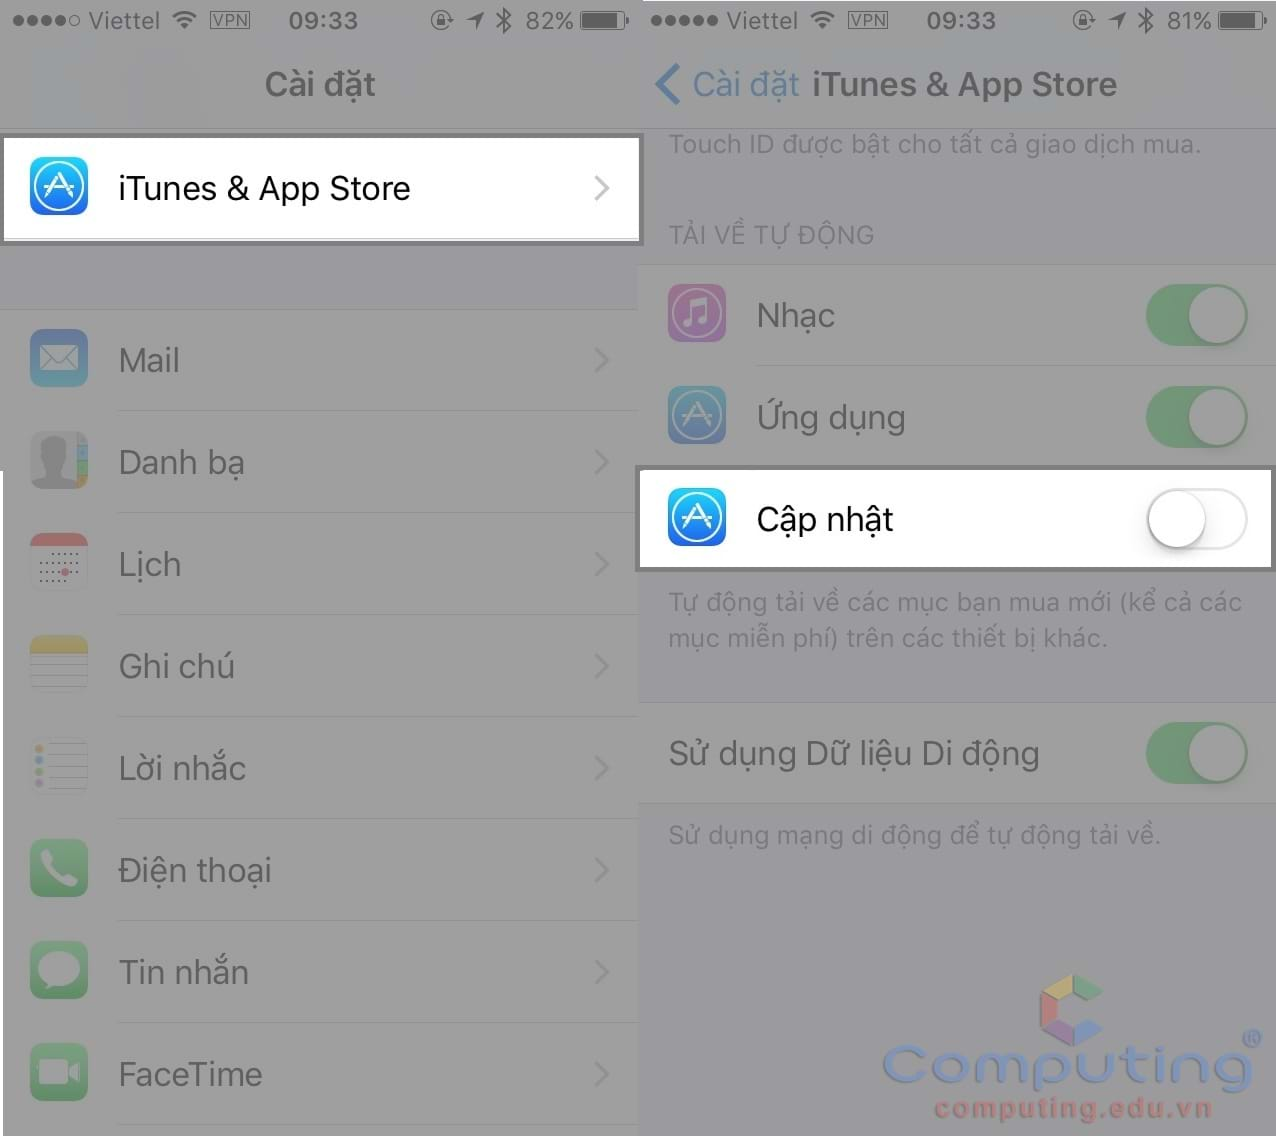 Viettel VPN 09:33 82%
Cài đặt
iTunes & App Store
Mail
Danh bạ
Lịch
Ghi chú
Lời nhắc
Điện thoại
Tin nhắn
FaceTime
Viettel VPN 09:33 81%
Cài đặt iTunes & App Store
Touch ID được bật cho tất cả giao dịch mua.
TẢI VỀ TỰ ĐỘNG
Nhạc
Ứng dụng
Cập nhật
Tự động tải về các mục bạn mua mới (kể cả các
mục miễn phí) trên các thiết bị khác.
Sử dụng Dữ liệu Di động
Sử dụng mạng di động để tự động tải về.
Computing®
computing.edu.vn